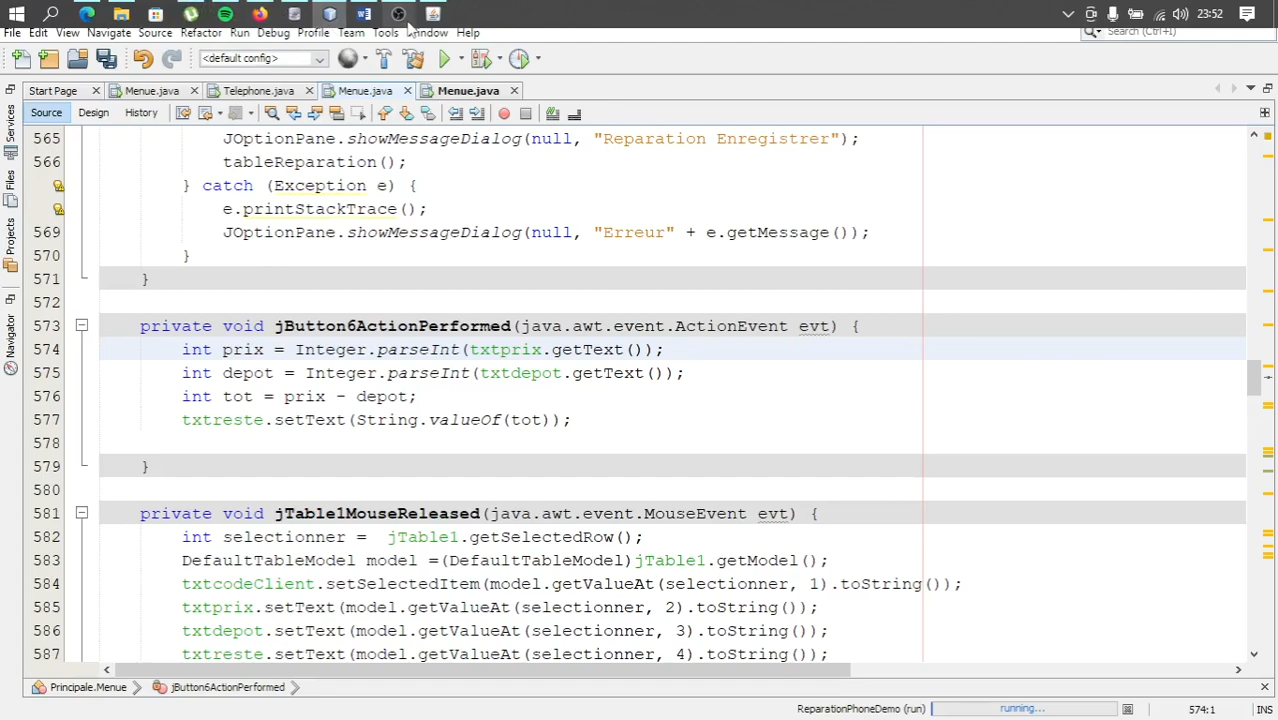 23:52
File Edit View Navigate Source Refactor Run Debug Profile Team Tools Window Help
Search (Ctrl+I)
<default config>
Start Page Menue.java Telephone.java Menue.java Menue.java
Source Design History
Services
Files
Projects
Navigator
565 JOptionPane.showMessageDialog(null, "Reparation Enregistrer");
566 tableReparation();
} catch (Exception e) {
e.printStackTrace();
569 JOptionPane.showMessageDialog(null, "Erreur" + e.getMessage());
570 }
571 }
572
573 private void jButton6ActionPerformed(java.awt.event.ActionEvent evt) {
574 int prix = Integer.parseInt(txtprix.getText());
575 int depot = Integer.parseInt(txtdepot.getText());
576 int tot = prix - depot;
577 txtreste.setText(String.valueOf(tot));
578
579 }
580
581 private void jTable1MouseReleased(java.awt.event.MouseEvent evt) {
582 int selectionner = jTable1.getSelectedRow();
583 DefaultTableModel model =(DefaultTableModel)jTable1.getModel();
584 txtcodeClient.setSelectedItem(model.getValueAt(selectionner, 1).toString());
585 txtprix.setText(model.getValueAt(selectionner, 2).toString());
586 txtdepot.setText(model.getValueAt(selectionner, 3).toString());
587 txtreste.setText(model.getValueAt(selectionner, 4).toString());
Principale.Menue jButton6ActionPerformed
ReparationPhoneDemo (run) running... 574:1 INS